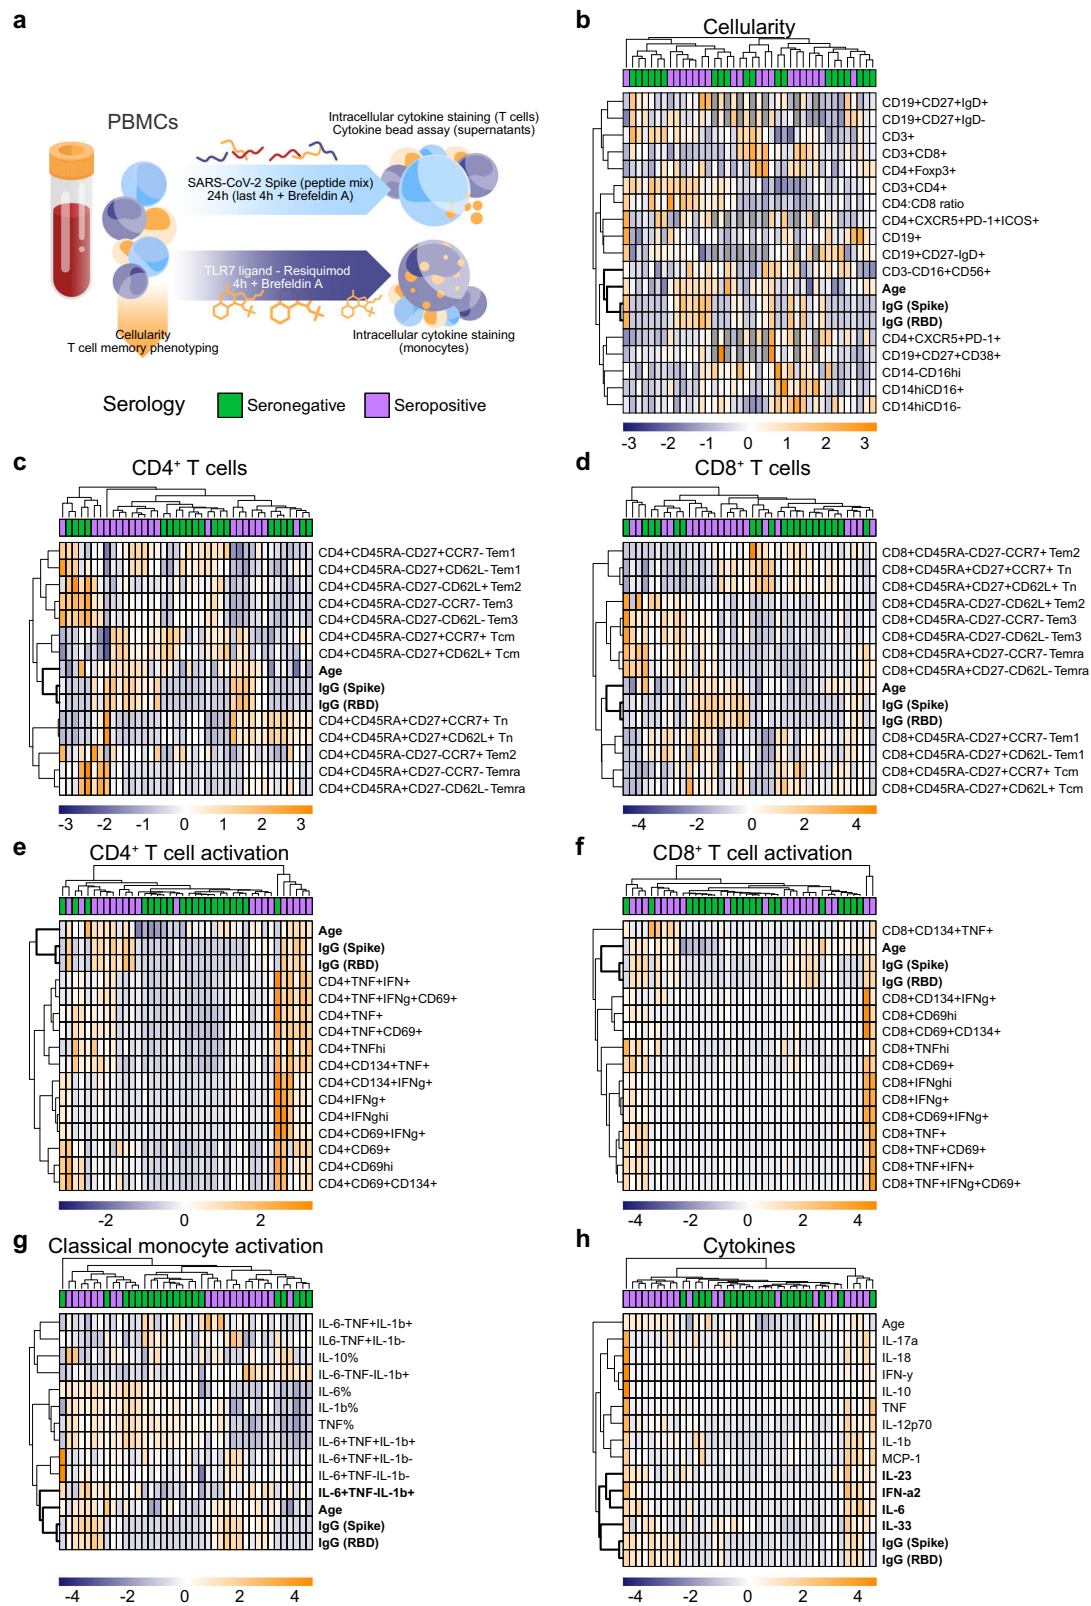 a
PBMCs
Intracellular cytokine staining (T cells)
Cytokine bead assay (supernatants)
SARS-CoV-2 Spike (peptide mix)
24h (last 4h + Brefeldin A)
TLR7 ligand - Resiquimod
4h + Brefeldin A
Cellularity
T cell memory phenotyping
Intracellular cytokine staining
(monocytes)
Serology
Seronegative
Seropositive
b
Cellularity
CD19+CD27+IgD+
CD19+CD27+IgD-
CD3+
CD3+CD8+
CD4+Foxp3+
CD3+CD4+
CD4:CD8 ratio
CD4+CXCR5+PD-1+ICOS+
CD19+
CD19+CD27-IgD+
CD3-CD16+CD56+
Age
IgG (Spike)
IgG (RBD)
CD4+CXCR5+PD-1+
CD19+CD27+CD38+
CD14-CD16hi
CD14hiCD16+
CD14hiCD16-
-3 -2 -1 0 1 2 3
c
CD4+ T cells
CD4+CD45RA-CD27+CCR7- Tem1
CD4+CD45RA-CD27+CD62L- Tem1
CD4+CD45RA-CD27-CD62L+ Tem2
CD4+CD45RA-CD27-CCR7- Tem3
CD4+CD45RA-CD27-CD62L- Tem3
CD4+CD45RA-CD27+CCR7+ Tcm
CD4+CD45RA-CD27+CD62L+ Tcm
Age
IgG (Spike)
IgG (RBD)
CD4+CD45RA+CD27+CCR7+ Tn
CD4+CD45RA+CD27+CD62L+ Tn
CD4+CD45RA-CD27-CCR7+ Tem2
CD4+CD45RA+CD27-CCR7- Temra
CD4+CD45RA+CD27-CD62L- Temra
-3 -2 -1 0 1 2 3
d
CD8+ T cells
CD8+CD45RA-CD27-CCR7+ Tem2
CD8+CD45RA+CD27+CCR7+ Tn
CD8+CD45RA+CD27+CD62L+ Tn
CD8+CD45RA-CD27-CD62L+ Tem2
CD8+CD45RA-CD27-CCR7- Tem3
CD8+CD45RA-CD27-CD62L- Tem3
CD8+CD45RA+CD27-CCR7- Temra
CD8+CD45RA+CD27-CD62L- Temra
Age
IgG (Spike)
IgG (RBD)
CD8+CD45RA-CD27+CCR7- Tem1
CD8+CD45RA-CD27+CD62L- Tem1
CD8+CD45RA-CD27+CCR7+ Tcm
CD8+CD45RA-CD27+CD62L+ Tcm
-4 -2 0 2 4
e
CD4+ T cell activation
Age
IgG (Spike)
IgG (RBD)
CD4+TNF+IFN+
CD4+TNF+IFNg+CD69+
CD4+TNF+
CD4+TNF+CD69+
CD4+TNFhi
CD4+CD134+TNF+
CD4+CD134+IFNg+
CD4+IFNg+
CD4+IFNghi
CD4+CD69+IFNg+
CD4+CD69+
CD4+CD69hi
CD4+CD69+CD134+
-2 0 2
f
CD8+ T cell activation
CD8+CD134+TNF+
Age
IgG (Spike)
IgG (RBD)
CD8+CD134+IFNg+
CD8+CD69hi
CD8+CD69+CD134+
CD8+TNFhi
CD8+CD69+
CD8+IFNghi
CD8+IFNg+
CD8+CD69+IFNg+
CD8+TNF+
CD8+TNF+CD69+
CD8+TNF+IFN+
CD8+TNF+IFNg+CD69+
-4 -2 0 2 4
g
Classical monocyte activation
IL-6-TNF+IL-1b+
IL6-TNF+IL-1b-
IL-10%
IL-6-TNF-IL-1b+
IL-6%
IL-1b%
TNF%
IL-6+TNF+IL-1b+
IL-6+TNF+IL-1b-
IL-6+TNF-IL-1b-
IL-6+TNF-IL-1b+
Age
IgG (Spike)
IgG (RBD)
-4 -2 0 2 4
h
Cytokines
Age
IL-17a
IL-18
IFN-y
IL-10
TNF
IL-12p70
IL-1b
MCP-1
IL-23
IFN-a2
IL-6
IL-33
IgG (Spike)
IgG (RBD)
-4 -2 0 2 4